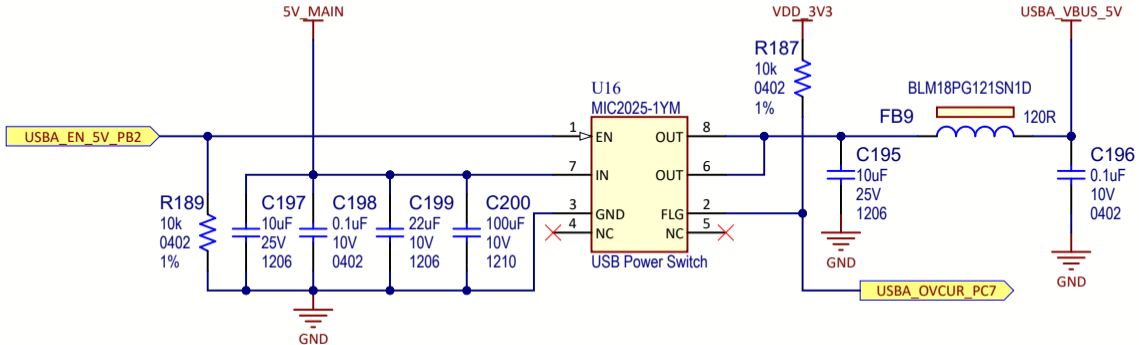 5V_MAIN
VDD_3V3
USBA_VBUS_5V
R187
10k
0402
1%
U16
MIC2025-1YM
BLM18PG121SN1D
FB9
120R
USBA_EN_5V_PB2
1
EN
OUT
8
7
IN
OUT
6
3
GND
FLG
2
4
NC
NC
5
USB Power Switch
C195
10uF
25V
1206
GND
C196
0.1uF
10V
0402
GND
R189
10k
0402
1%
C197
10uF
25V
1206
C198
0.1uF
10V
0402
C199
22uF
10V
1206
C200
100uF
10V
1210
USBA_OVCUR_PC7
GND